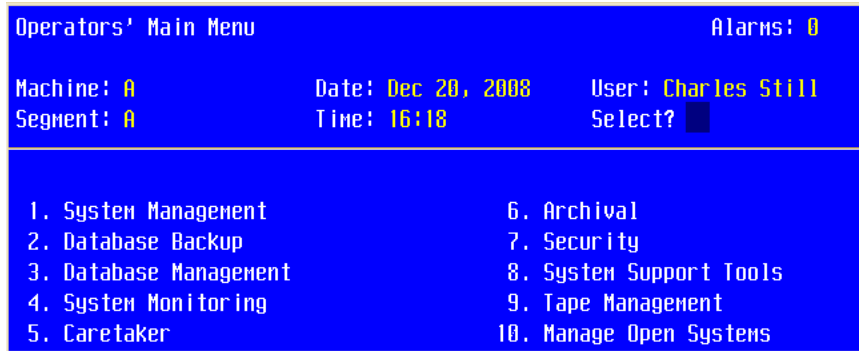 Operators' Main Menu Alarms: 0
Machine: A Date: Dec 20, 2008 User: Charles Still
Segment: A Time: 16:18 Select?
1. System Management 6. Archival
2. Database Backup 7. Security
3. Database Management 8. System Support Tools
4. System Monitoring 9. Tape Management
5. Caretaker 10. Manage Open Systems